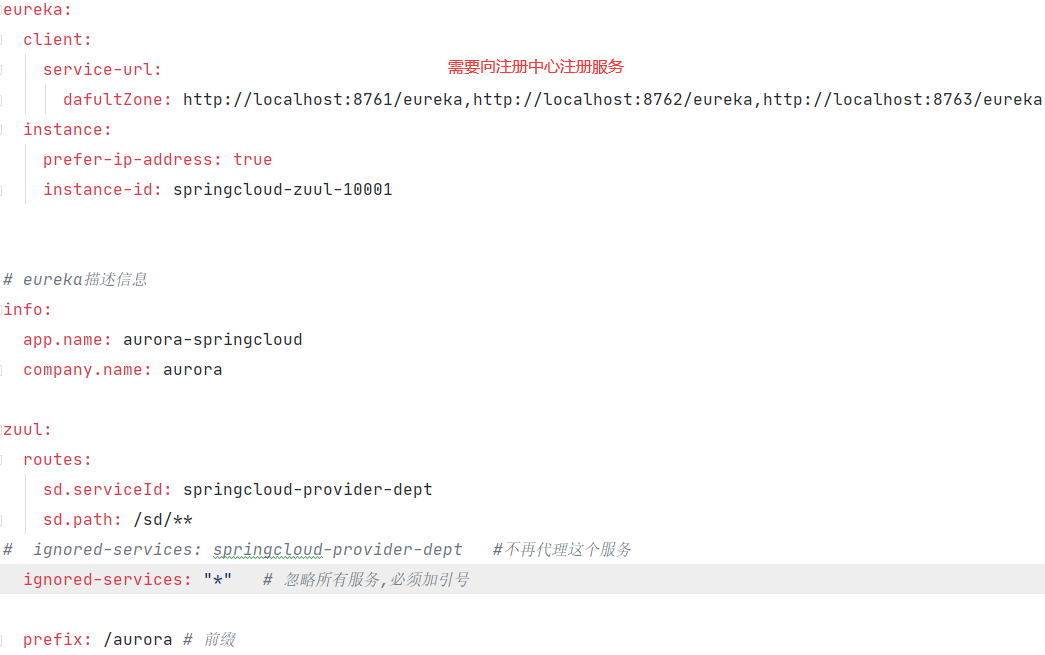 eureka:
client:
service-url:
需要向注册中心注册服务
dafultZone: http://localhost:8761/eureka,http://localhost:8762/eureka,http://localhost:8763/eureka
instance:
prefer-ip-address: true
instance-id: springcloud-zuul-10001
# eureka描述信息
info:
app.name: aurora-springcloud
company.name: aurora
zuul:
routes:
sd.serviceId: springcloud-provider-dept
sd.path: /sd/**
# ignored-services: springcloud-provider-dept #不再代理这个服务
ignored-services: "*" # 忽略所有服务,必须加引号
prefix: /aurora # 前缀